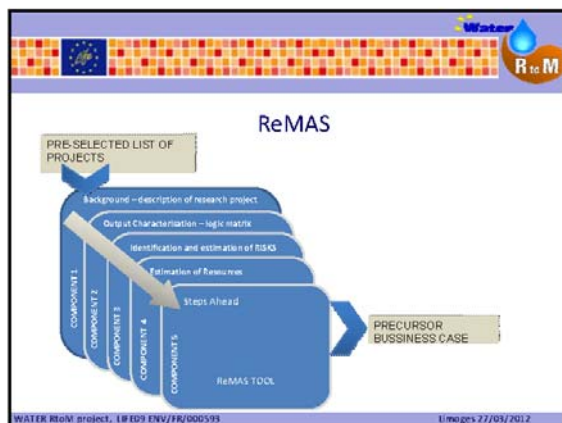 Water
R to M
Life
ReMAS
PRE-SELECTED LIST OF
PROJECTS
Background – description of research project
Output Characterisation – logic matrix
Identification and estimation of RISKS
Estimation of Resources
Steps Ahead
COMPONENT 1
COMPONENT 2
COMPONENT 3
COMPONENT 4
COMPONENT 5
ReMAS TOOL
PRECURSOR
BUSSINESS CASE
WATER RtoM project, LIFE09 ENV/FR/000593
Limoges 27/03/2012